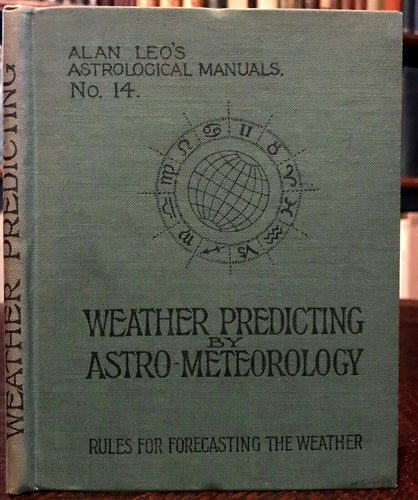 ALAN LEO'S
ASTROLOGICAL MANUALS.
No. 14.
WEATHER PREDICTING
BY
ASTRO-METEOROLOGY
RULES FOR FORECASTING THE WEATHER
WEATHER PREDICTING